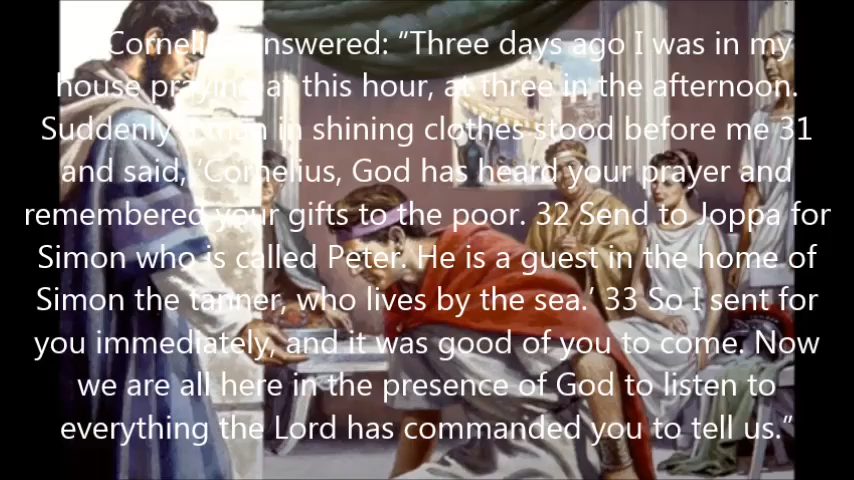 Cornelius answered: “Three days ago I was in my
house praying at this hour, at three in the afternoon.
Suddenly a man in shining clothes stood before me 31
and said, ‘Cornelius, God has heard your prayer and
remembered your gifts to the poor. 32 Send to Joppa for
Simon who is called Peter. He is a guest in the home of
Simon the tanner, who lives by the sea.’ 33 So I sent for
you immediately, and it was good of you to come. Now
we are all here in the presence of God to listen to
everything the Lord has commanded you to tell us.”